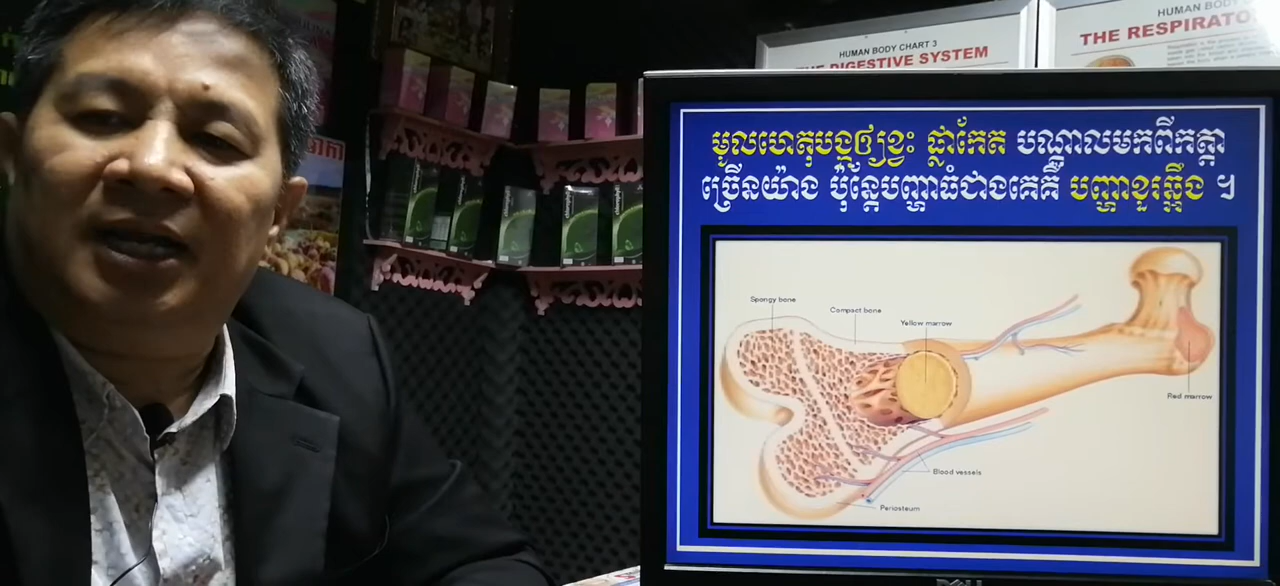 HUMAN BODY CHART 3
THE DIGESTIVE SYSTEM
HUMAN BODY
THE RESPIRATO
មូលហេតុបង្កឲ្យខ្វះ ផ្លាកែត បណ្ដាលមកពីកត្តា
ច្រើនយ៉ាង ប៉ុន្តែបញ្ហាធំជាងគេគឺ បញ្ហាខួរឆ្អឹង ។
Spongy bone
Compact bone
Yellow marrow
Red marrow
Blood vessels
Periosteum